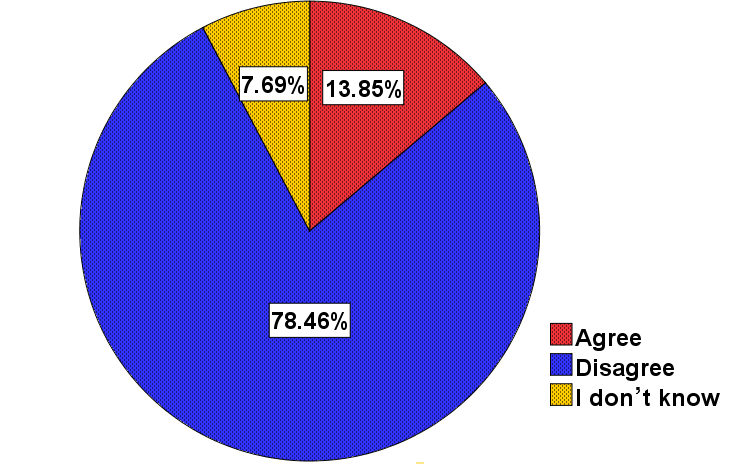 7.69%
13.85%
78.46%
Agree
Disagree
I don’t know